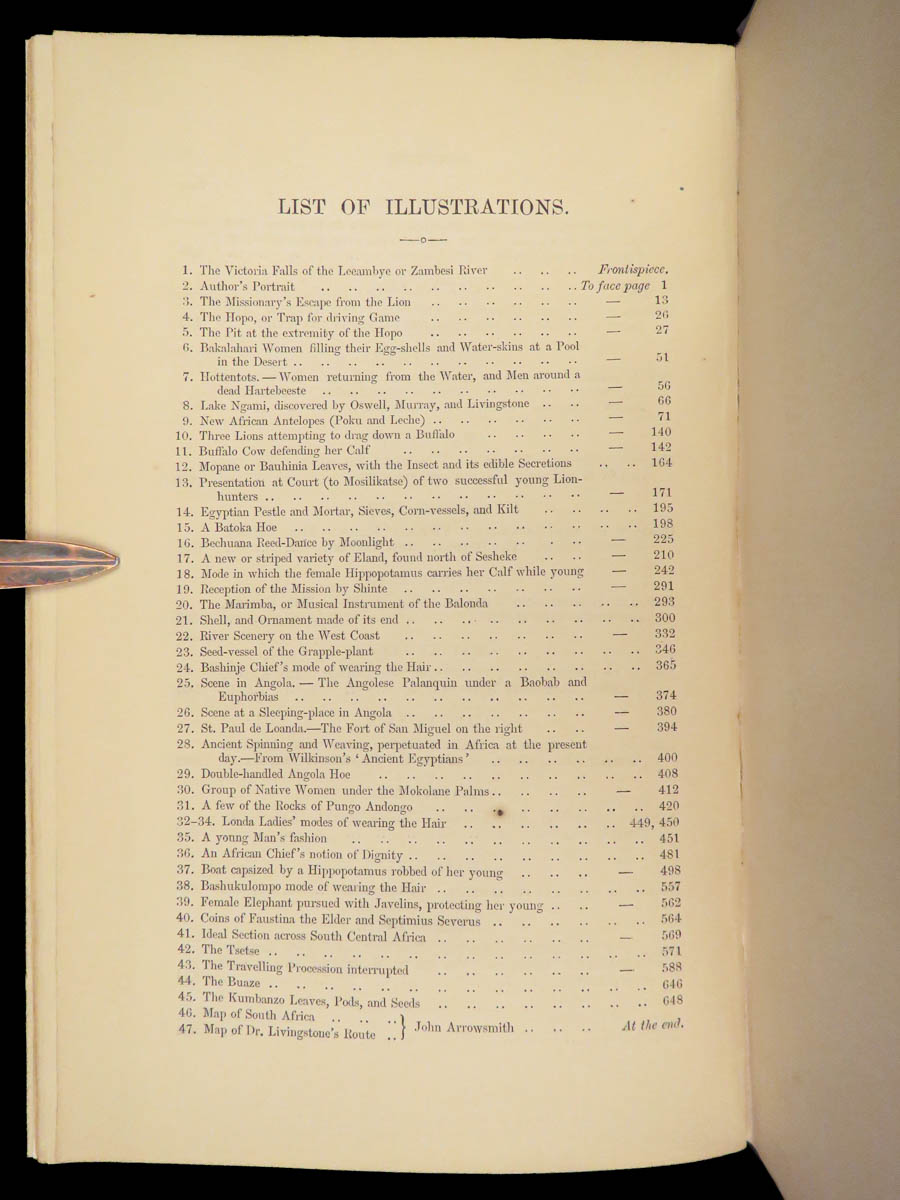 LIST OF ILLUSTRATIONS.
1. The Victoria Falls of the Leeambye or Zambesi River .. .. .. Frontispiece.
2. Author's Portrait .. .. .. .. .. .. .. .. .. .. To face page 1
3. The Missionary's Escape from the Lion .. .. .. .. .. .. — 13
4. The Hopo, or Trap for driving Game .. .. .. .. .. .. — 26
5. The Pit at the extremity of the Hopo .. .. .. .. .. .. — 27
6. Bakalahari Women filling their Egg-shells and Water-skins at a Pool
in the Desert .. .. .. .. .. .. .. .. .. .. .. — 51
7. Hottentots.—Women returning from the Water, and Men around a
dead Hartebeeste .. .. .. .. .. .. .. .. .. .. — 56
8. Lake Ngami, discovered by Oswell, Murray, and Livingstone .. .. — 66
9. New African Antelopes (Poku and Leche) .. .. .. .. .. .. — 71
10. Three Lions attempting to drag down a Buffalo .. .. .. .. — 140
11. Buffalo Cow defending her Calf .. .. .. .. .. .. .. — 142
12. Mopane or Bauhinia Leaves, with the Insect and its edible Secretions .. .. 164
13. Presentation at Court (to Mosilikatse) of two successful young Lion-
hunters .. .. .. .. .. .. .. .. .. .. .. .. — 171
14. Egyptian Pestle and Mortar, Sieves, Corn-vessels, and Kilt .. .. .. .. 195
15. A Batoka Hoe .. .. .. .. .. .. .. .. .. .. .. .. .. 198
16. Bechuana Reed-Dance by Moonlight .. .. .. .. .. . .. — 225
17. A new or striped variety of Eland, found north of Sesheke .. .. — 210
18. Mode in which the female Hippopotamus carries her Calf while young — 242
19. Reception of the Mission by Shinte .. .. .. .. .. .. .. — 291
20. The Marimba, or Musical Instrument of the Balonda .. .. .. .. .. 293
21. Shell, and Ornament made of its end .. .. .. .. .. .. .. .. .. 300
22. River Scenery on the West Coast .. .. .. .. .. .. .. — 332
23. Seed-vessel of the Grapple-plant .. .. .. .. .. .. .. .. .. 346
24. Bashinje Chief's mode of wearing the Hair .. .. .. .. .. .. .. .. 365
25. Scene in Angola.—The Angolese Palanquin under a Baobab and
Euphorbias .. .. .. .. .. .. .. .. .. .. .. — 374
26. Scene at a Sleeping-place in Angola .. .. .. .. .. .. .. — 380
27. St. Paul de Loanda.—The Fort of San Miguel on the right .. .. — 394
28. Ancient Spinning and Weaving, perpetuated in Africa at the present
day.—From Wilkinson's ‘Ancient Egyptians’ .. .. .. .. .. .. 400
29. Double-handled Angola Hoe .. .. .. .. .. .. .. .. .. .. 408
30. Group of Native Women under the Mokolane Palms .. .. .. .. — 412
31. A few of the Rocks of Pungo Andongo .. .. .. .. .. .. .. .. 420
32–34. Londa Ladies' modes of wearing the Hair .. .. .. .. .. .. 449, 450
35. A young Man's fashion .. .. .. .. .. .. .. .. .. .. .. 451
36. An African Chief's notion of Dignity .. .. .. .. .. .. .. .. .. 481
37. Boat capsized by a Hippopotamus robbed of her young .. .. .. — 498
38. Bashukulompo mode of wearing the Hair .. .. .. .. .. .. .. .. 557
39. Female Elephant pursued with Javelins, protecting her young .. .. — 562
40. Coins of Faustina the Elder and Septimius Severus .. .. .. .. .. .. 564
41. Ideal Section across South Central Africa .. .. .. .. .. .. — 569
42. The Tsetse .. .. .. .. .. .. .. .. .. .. .. .. .. .. 571
43. The Travelling Procession interrupted .. .. .. .. .. .. — 588
44. The Buaze .. .. .. .. .. .. .. .. .. .. .. .. .. .. 646
45. The Kumbanzo Leaves, Pods, and Seeds .. .. .. .. .. .. .. .. 648
46. Map of South Africa .. .. .. ..
47. Map of Dr. Livingstone's Route .. } John Arrowsmith .. .. .. At the end.